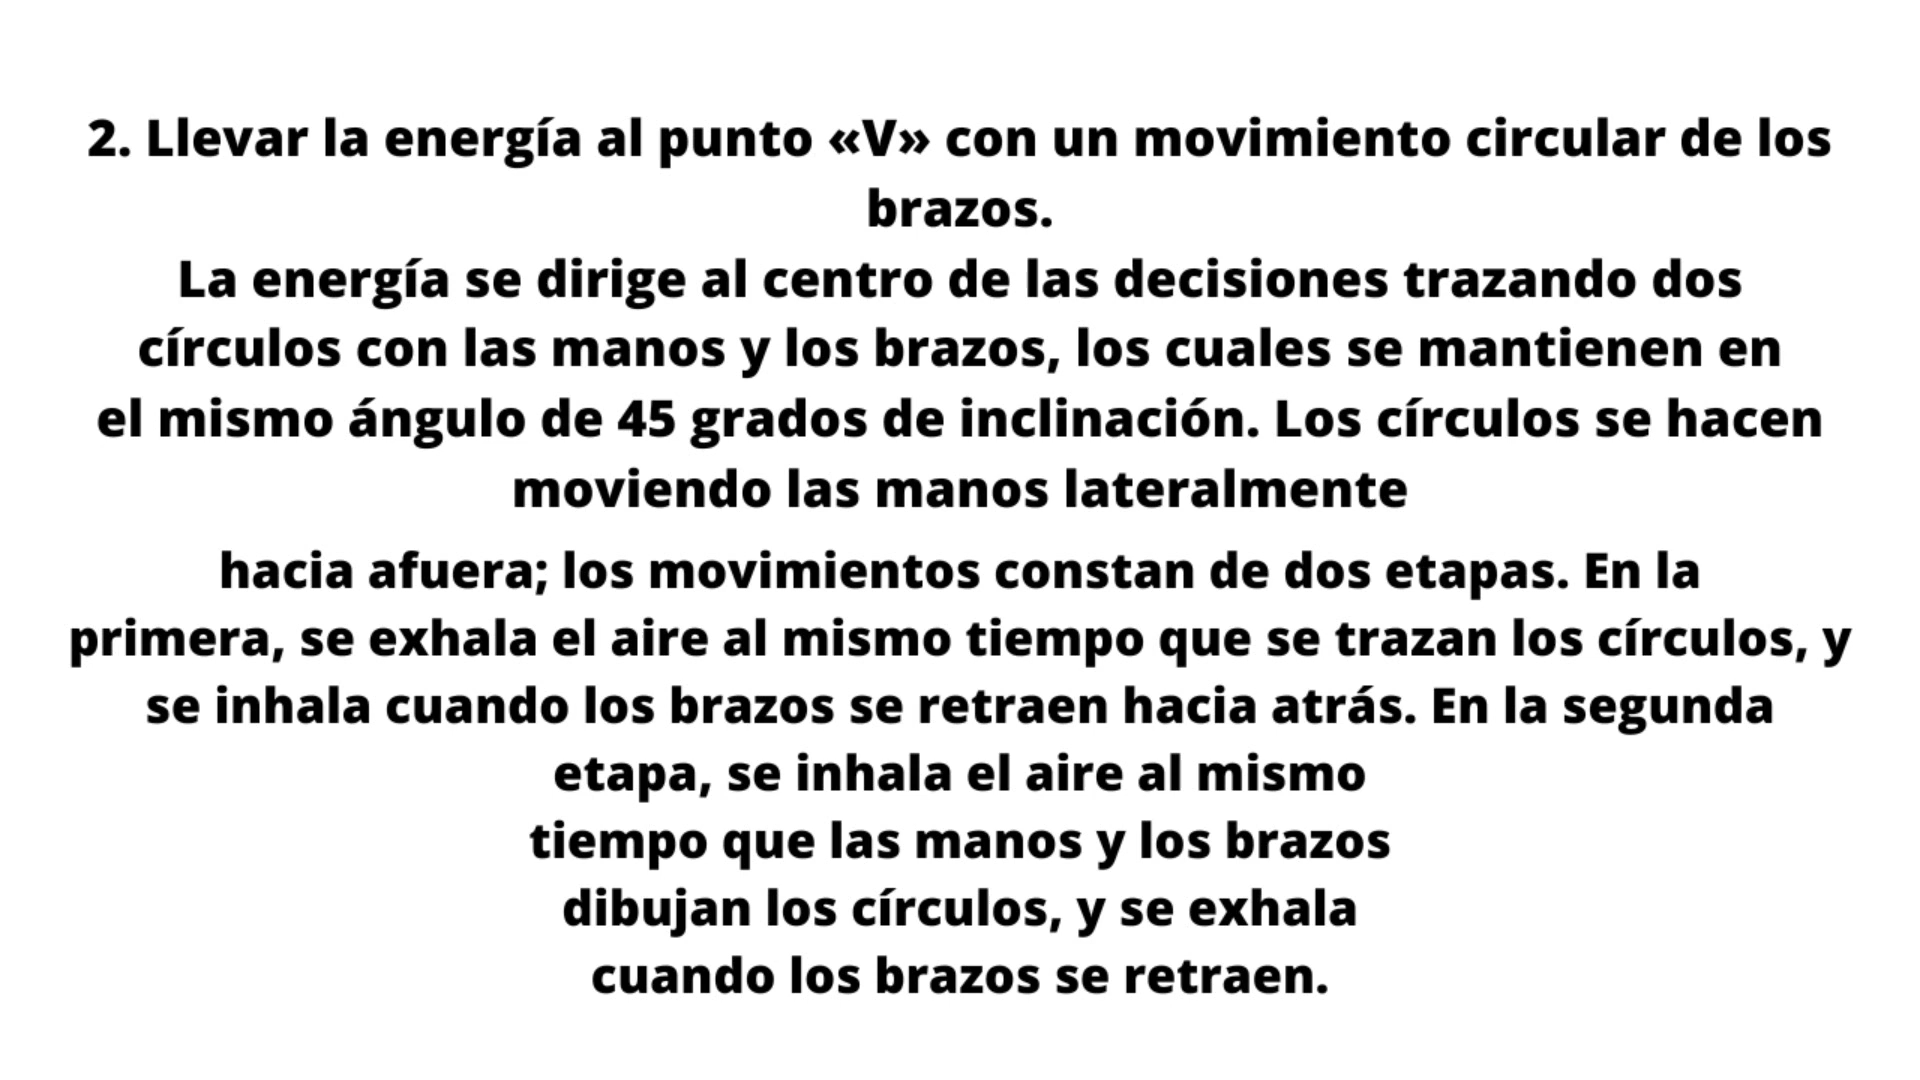 2. Llevar la energía al punto «V» con un movimiento circular de los
brazos.
La energía se dirige al centro de las decisiones trazando dos
círculos con las manos y los brazos, los cuales se mantienen en
el mismo ángulo de 45 grados de inclinación. Los círculos se hacen
moviendo las manos lateralmente
hacia afuera; los movimientos constan de dos etapas. En la
primera, se exhala el aire al mismo tiempo que se trazan los círculos, y
se inhala cuando los brazos se retraen hacia atrás. En la segunda
etapa, se inhala el aire al mismo
tiempo que las manos y los brazos
dibujan los círculos, y se exhala
cuando los brazos se retraen.